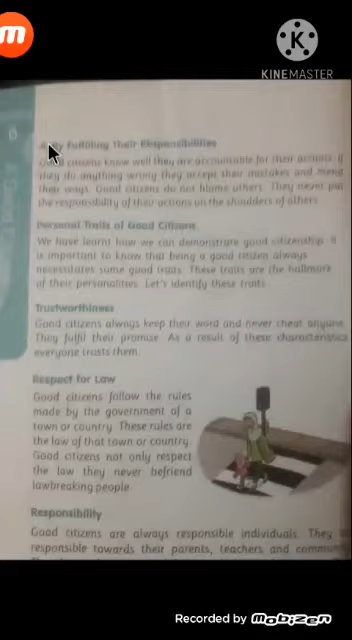 m
K
KINEMASTER
6
By Fulfilling Their Responsibilities
Good citizens know well they are accountable for their actions. If
they do anything wrong they accept their mistakes and mend
their ways. Good citizens do not blame others. They never put
the responsibility of their actions on the shoulders of others.
Personal Traits of Good Citizens
We have learnt how we can demonstrate good citizenship. It
is important to know that being a good citizen always
necessitates some good traits. These traits are the hallmark
of their personalities. Let's identify these traits.
Trustworthiness
Good citizens always keep their word and never cheat anyone.
They fulfil their promise. As a result of these characteristics
everyone trusts them.
Respect for Law
Good citizens follow the rules
made by the government of a
town or country. These rules are
the law of that town or country.
Good citizens not only respect
the law they never befriend
lawbreaking people.
Responsibility
Good citizens are always responsible individuals. They
responsible towards their parents, teachers and
Recorded by mobizen